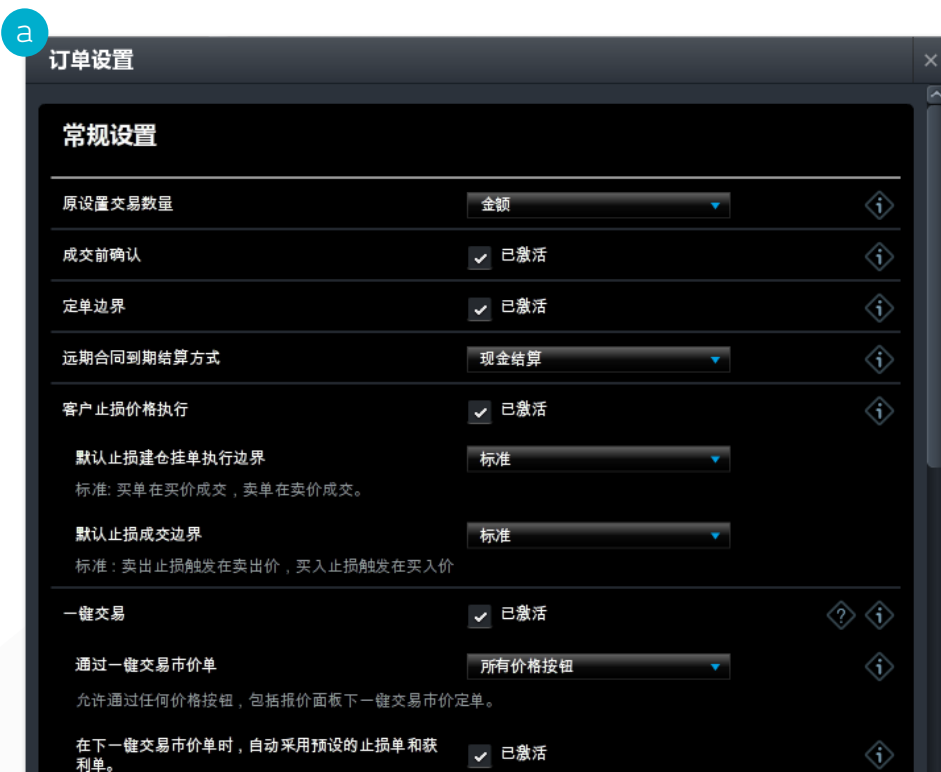 a
订单设置
常规设置
原设置交易数量
金额
成交前确认
已激活
定单边界
已激活
远期合同到期结算方式
现金结算
客户止损价格执行
已激活
默认止损建仓挂单执行边界
标准
标准: 买单在买价成交，卖单在卖价成交。
默认止损成交边界
标准
标准：卖出止损触发在卖出价，买入止损触发在买入价
一键交易
已激活
通过一键交易市价单
所有价格按钮
允许通过任何价格按钮，包括报价面板下一键交易市价定单。
在下一键交易市价单时，自动采用预设的止损单和获
利单。
已激活